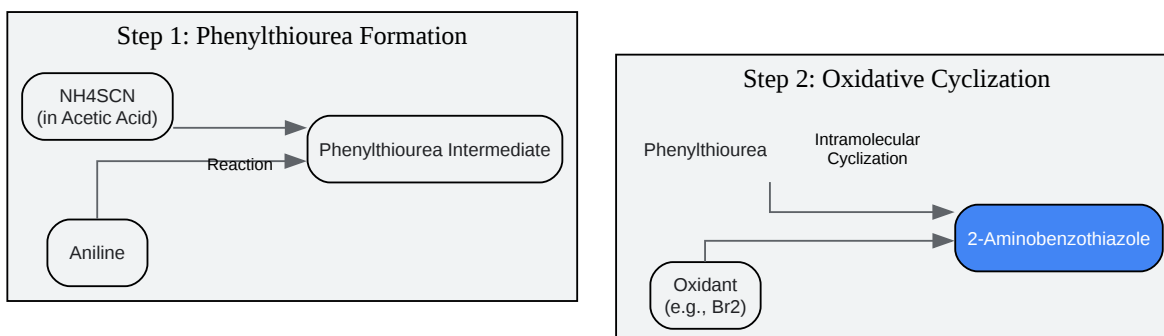 Step 1: Phenylthiourea Formation
NH4SCN
(in Acetic Acid)
Phenylthiourea Intermediate
Reaction
Aniline
Step 2: Oxidative Cyclization
Phenylthiourea
Intramolecular
Cyclization
2-Aminobenzothiazole
Oxidant
(e.g., Br2)